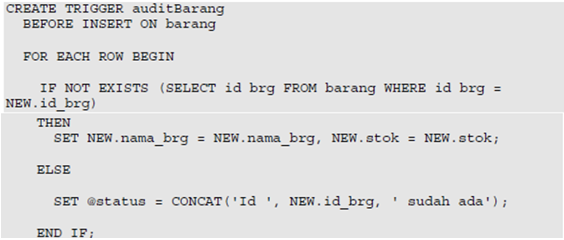 CREATE TRIGGER auditBarang
BEFORE INSERT ON barang
FOR EACH ROW BEGIN
IF NOT EXISTS (SELECT id brg FROM barang WHERE id brg =
NEW.id_brg)
THEN
SET NEW.nama_brg = NEW.nama_brg, NEW.stok = NEW.stok;
ELSE
SET @status = CONCAT('Id ', NEW.id_brg, ' sudah ada');
END IF;